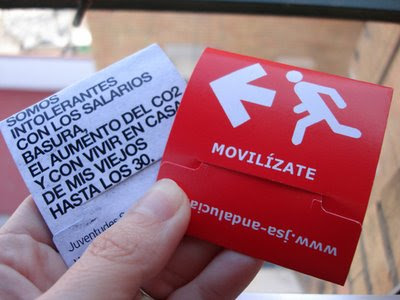 SOMOS
INTOLERANTES
CON LOS SALARIOS
BASURA,
EL AUMENTO DEL CO2
Y CON VIVIR EN CASA
DE MIS VIEJOS
HASTA LOS 30.
Juventudes
MOVILÍZATE
www.jsa-andalucia